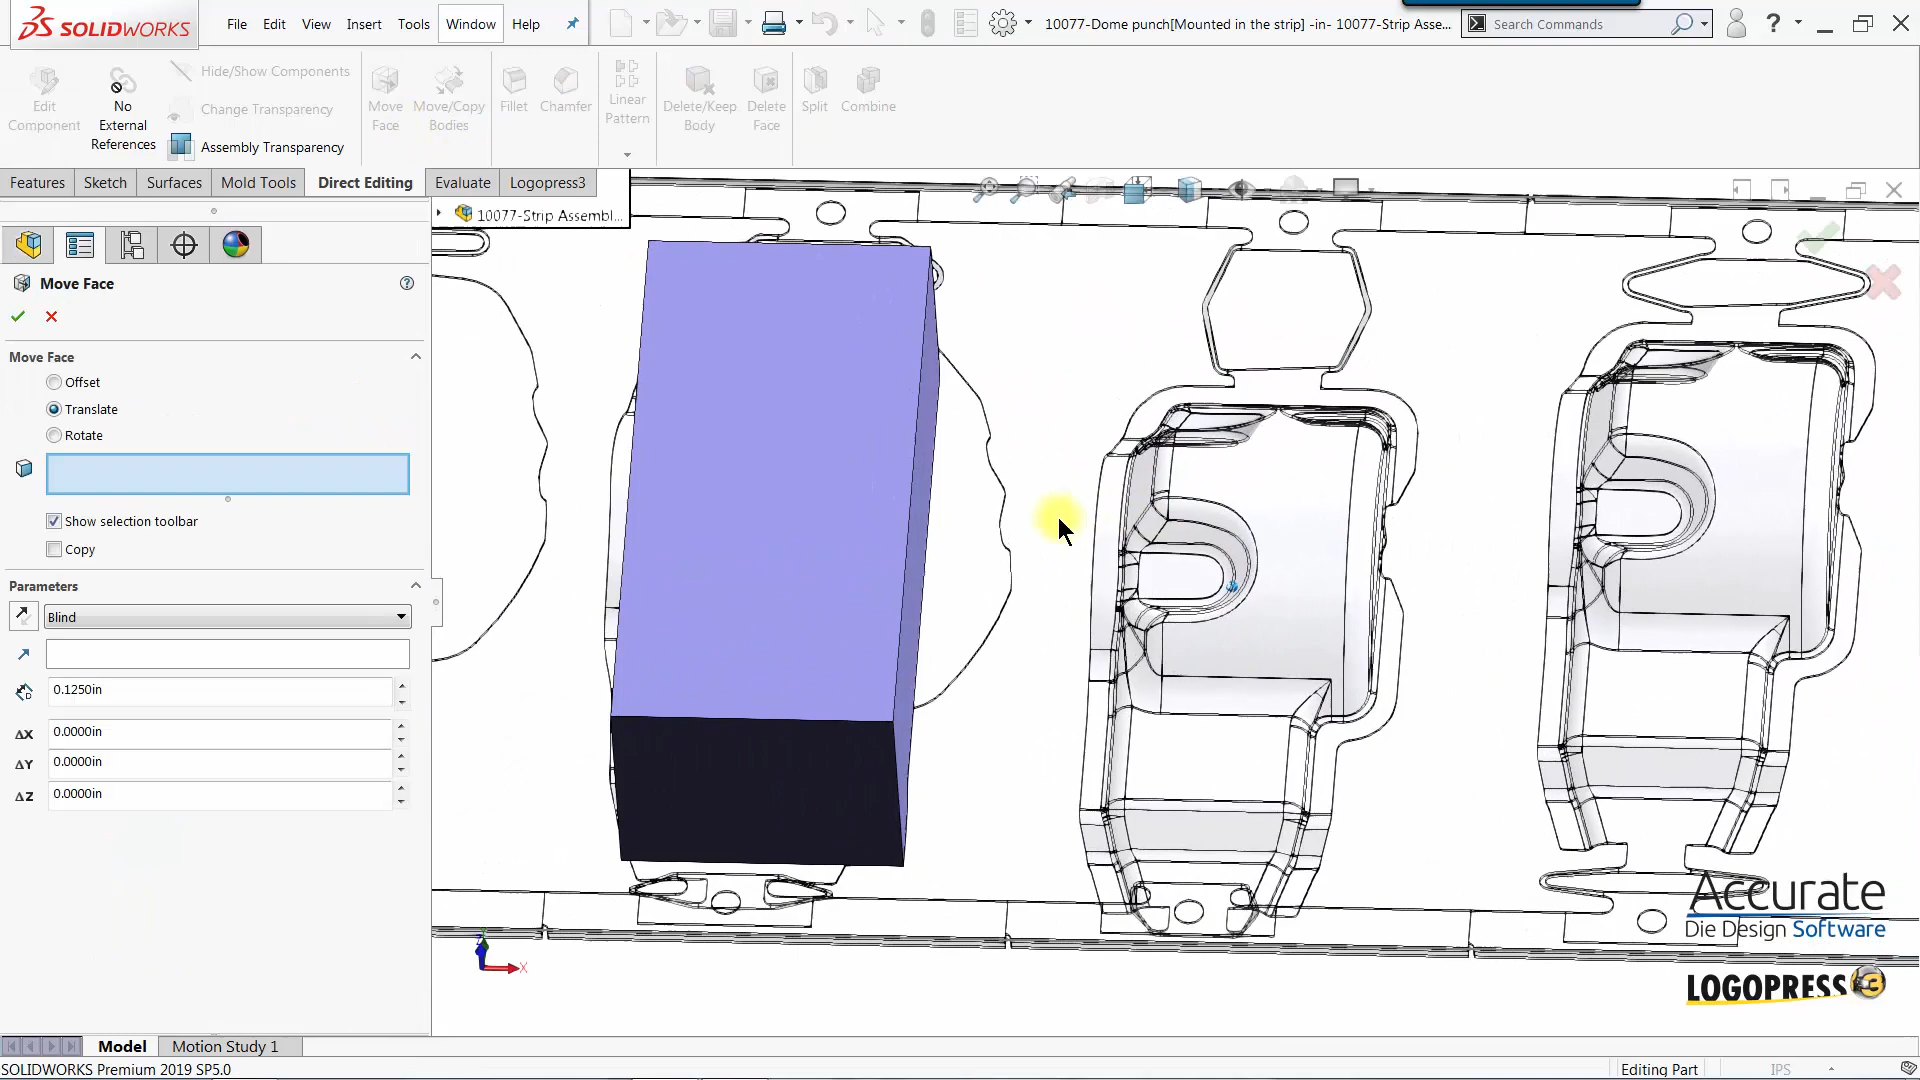 SOLIDWORKS
File Edit View Insert Tools Window Help
10077-Dome punch[Mounted in the strip] -in- 10077-Strip Asse...
Search Commands
?
Edit Component
No External References
Hide/Show Components
Change Transparency
Assembly Transparency
Move Face
Move/Copy Bodies
Fillet
Chamfer
Linear Pattern
Delete/Keep Body
Delete Face
Split
Combine
Features Sketch Surfaces Mold Tools Direct Editing Evaluate Logopress3
10077-Strip Assembl...
Move Face
?
Move Face
Offset
Translate
Rotate
Show selection toolbar
Copy
Parameters
Blind
0.1250in
ΔX 0.0000in
ΔY 0.0000in
ΔZ 0.0000in
X
Accurate
Die Design Software
LOGOPRESS3
Model Motion Study 1
SOLIDWORKS Premium 2019 SP5.0
Editing Part
IPS